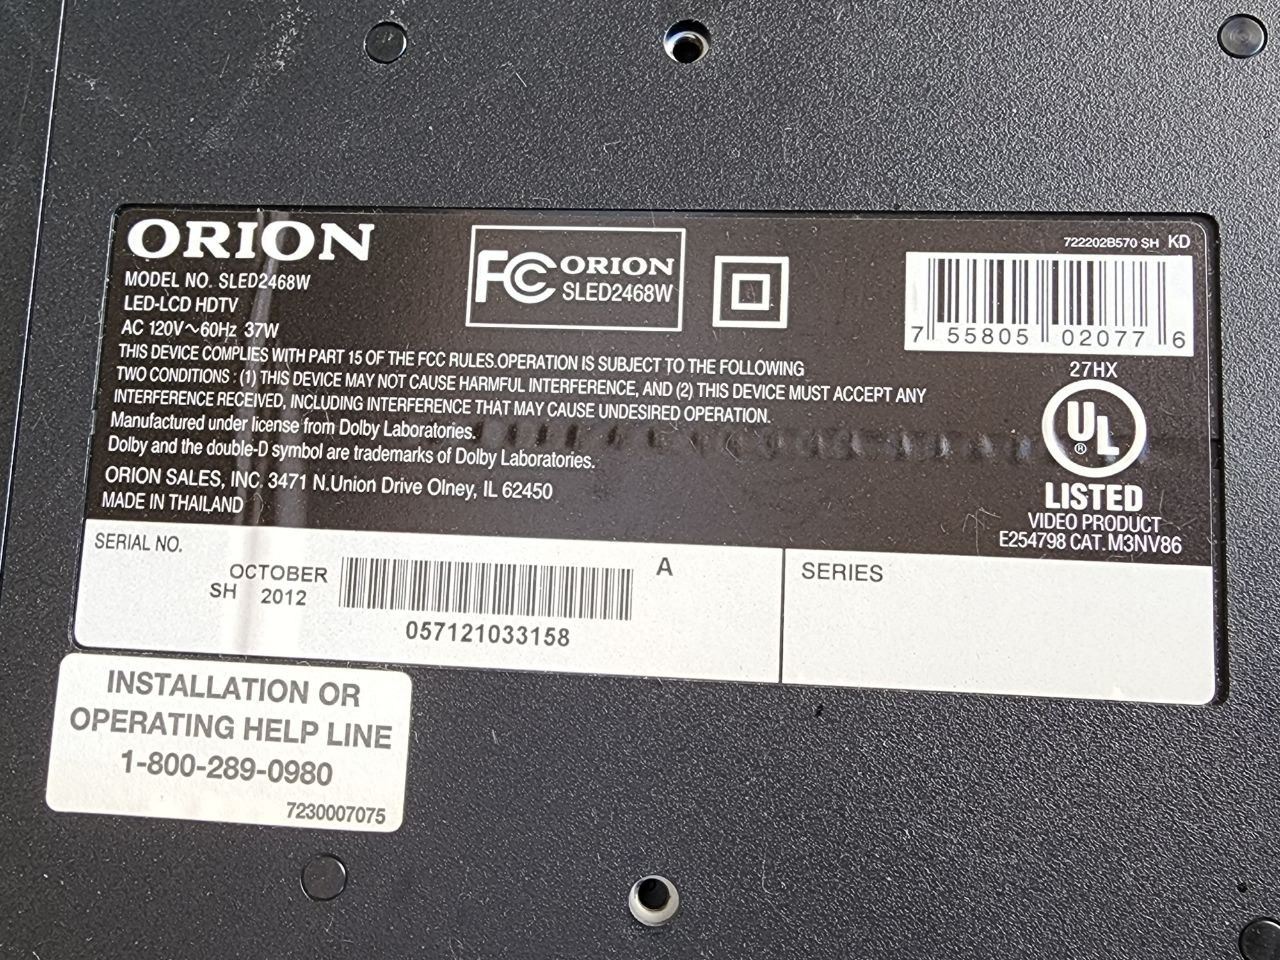 ORION
MODEL NO. SLED2468W
LED-LCD HDTV
AC 120V~60Hz 37W
FC ORION
SLED2468W
722202B570 SH KD
7 55805 02077 6
27HX
THIS DEVICE COMPLIES WITH PART 15 OF THE FCC RULES.OPERATION IS SUBJECT TO THE FOLLOWING
TWO CONDITIONS : (1) THIS DEVICE MAY NOT CAUSE HARMFUL INTERFERENCE, AND (2) THIS DEVICE MUST ACCEPT ANY
INTERFERENCE RECEIVED, INCLUDING INTERFERENCE THAT MAY CAUSE UNDESIRED OPERATION.
Manufactured under license from Dolby Laboratories.
Dolby and the double-D symbol are trademarks of Dolby Laboratories.
ORION SALES, INC. 3471 N.Union Drive Olney, IL 62450
MADE IN THAILAND
UL ®
LISTED
VIDEO PRODUCT
E254798 CAT. M3NV86
SERIAL NO.
OCTOBER
SH 2012
A
057121033158
SERIES
INSTALLATION OR
OPERATING HELP LINE
1-800-289-0980
7230007075